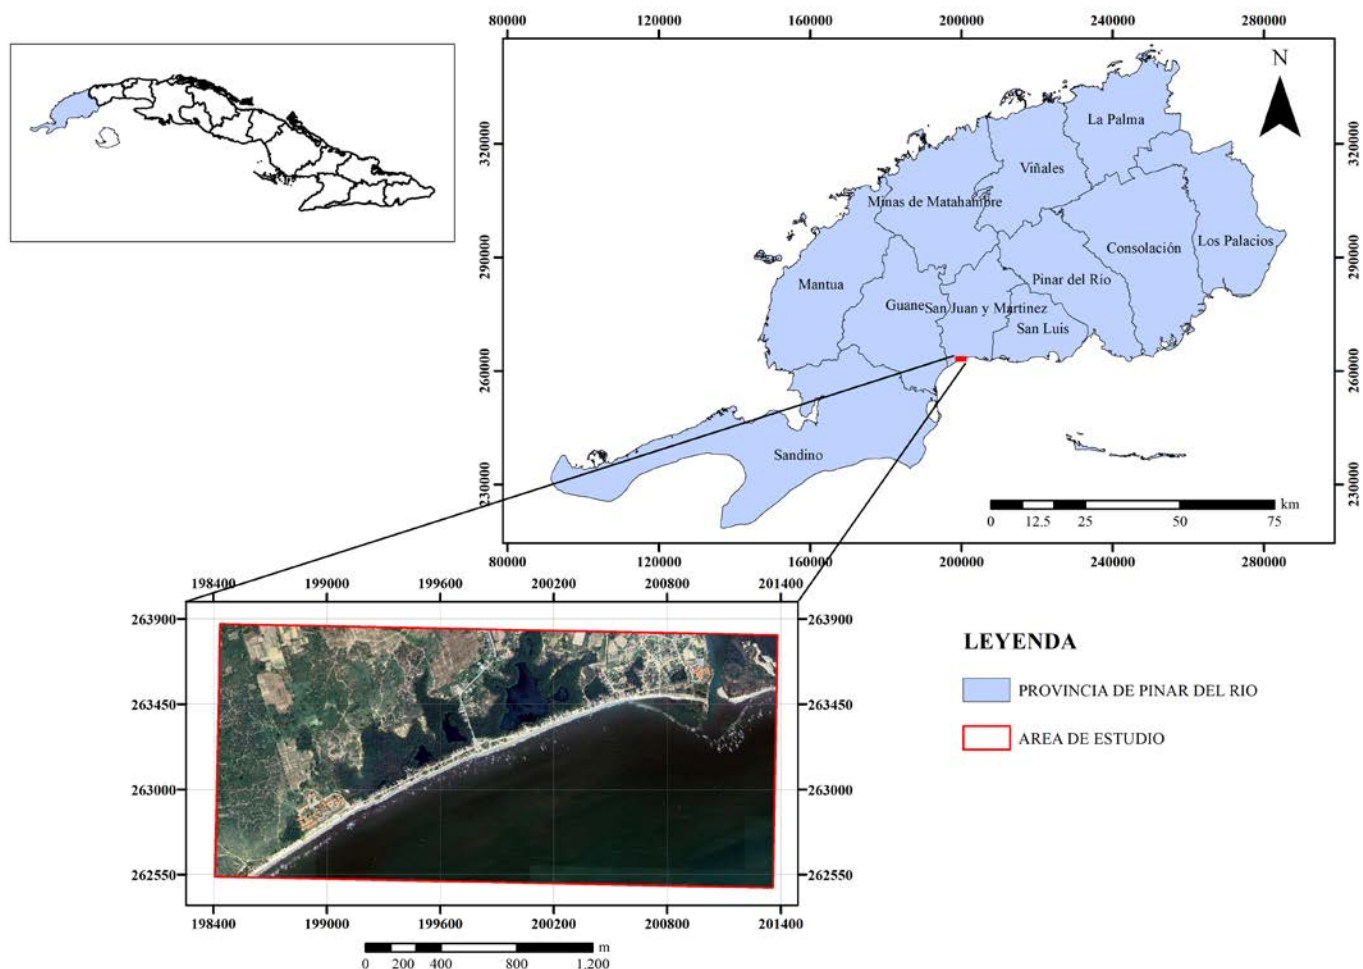 80000 120000 160000 200000 240000 280000
N
La Palma
320000 320000
Viñales
Minas de Matahambre
Consolación
Los Palacios
290000 290000
Mantua
Pinar del Rio
Guane
San Juan y Martinez
San Luis
260000 260000
Sandino
230000 230000
km
0 12.5 25 50 75
80000 120000 160000 200000 240000 280000
198400 199000 199600 200200 200800 201400
263900 263900
LEYENDA
PROVINCIA DE PINAR DEL RIO
263450 263450
AREA DE ESTUDIO
263000 263000
262550 262550
198400 199000 199600 200200 200800 201400
m
0 200 400 800 1,200